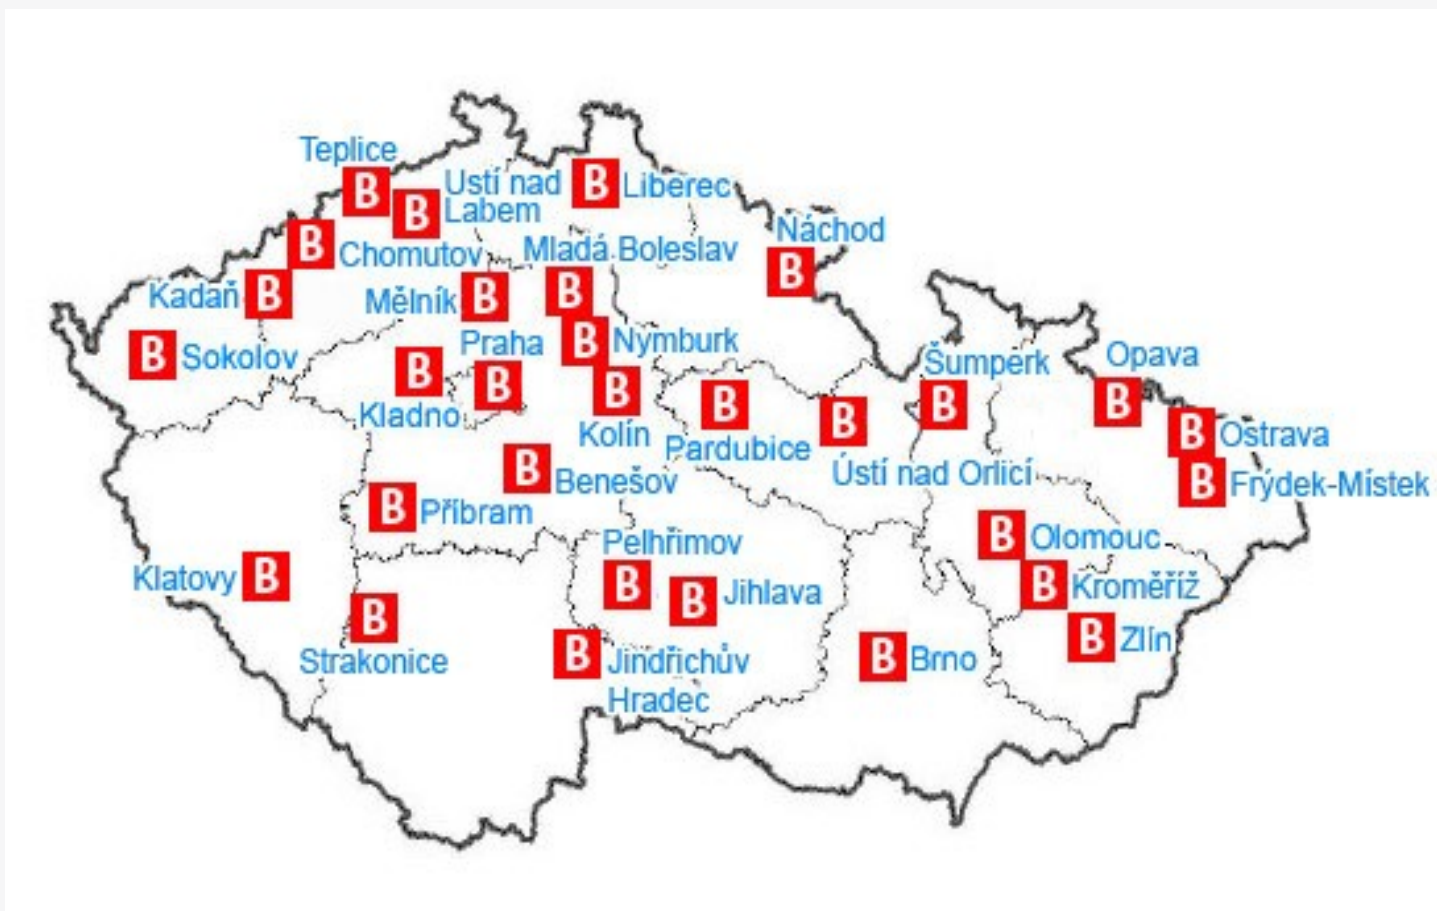 Teplice
B
B
Ustí nad
Labem
B
Liberec
B
Chomutov
Mladá Boleslav
Náchod
B
Kadaň
B
Mělník
B
B
B
Sokolov
Praha
B
Nymburk
B
Kladno
B
B
Kolín
B
Pardubice
B
Ústí nad Orlicí
Šumperk
B
Opava
B
B
Ostrava
B
Frýdek-Místek
B
Benešov
B
Příbram
B
Olomouc
Klatovy
B
Pelhřimov
B
B
Jihlava
B
Kroměříž
B
Strakonice
B
Jindřichův
Hradec
B
Brno
B
Zlín